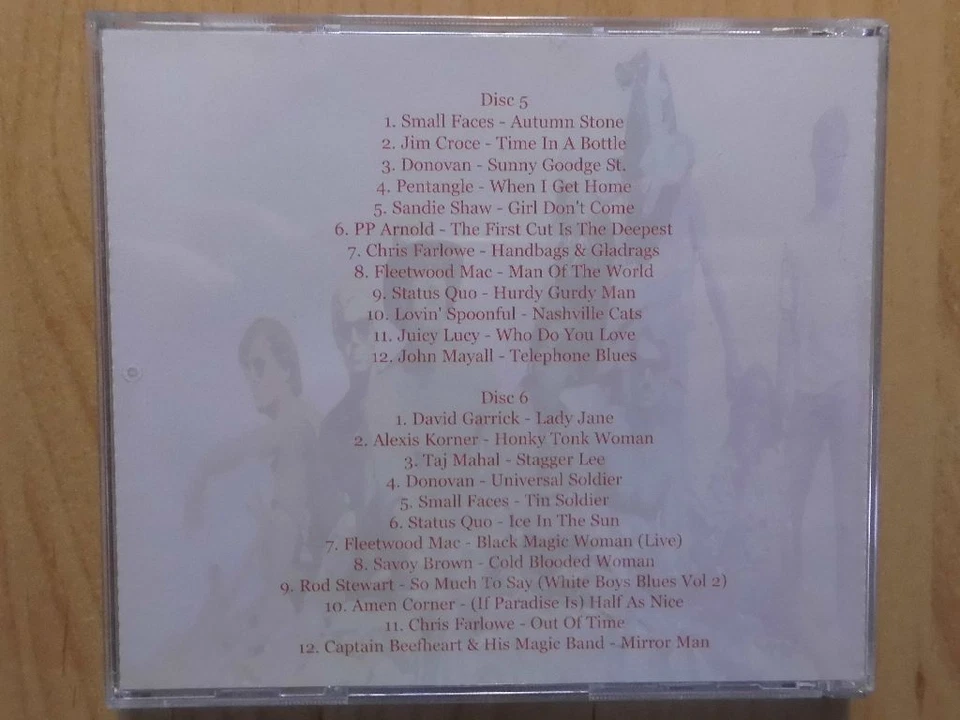 Disc 5
1. Small Faces - Autumn Stone
2. Jim Croce - Time In A Bottle
3. Donovan - Sunny Goodge St.
4. Pentangle - When I Get Home
5. Sandie Shaw - Girl Don't Come
6. PP Arnold - The First Cut Is The Deepest
7. Chris Farlowe - Handbags & Gladrags
8. Fleetwood Mac - Man Of The World
9. Status Quo - Hurdy Gurdy Man
10. Lovin' Spoonful - Nashville Cats
11. Juicy Lucy - Who Do You Love
12. John Mayall - Telephone Blues
Disc 6
1. David Garrick - Lady Jane
2. Alexis Korner - Honky Tonk Woman
3. Taj Mahal - Stagger Lee
4. Donovan - Universal Soldier
5. Small Faces - Tin Soldier
6. Status Quo - Ice In The Sun
7. Fleetwood Mac - Black Magic Woman (Live)
8. Savoy Brown - Cold Blooded Woman
9. Rod Stewart - So Much To Say (White Boys Blues Vol 2)
10. Amen Corner - (If Paradise Is) Half As Nice
11. Chris Farlowe - Out Of Time
12. Captain Beefheart & His Magic Band - Mirror Man